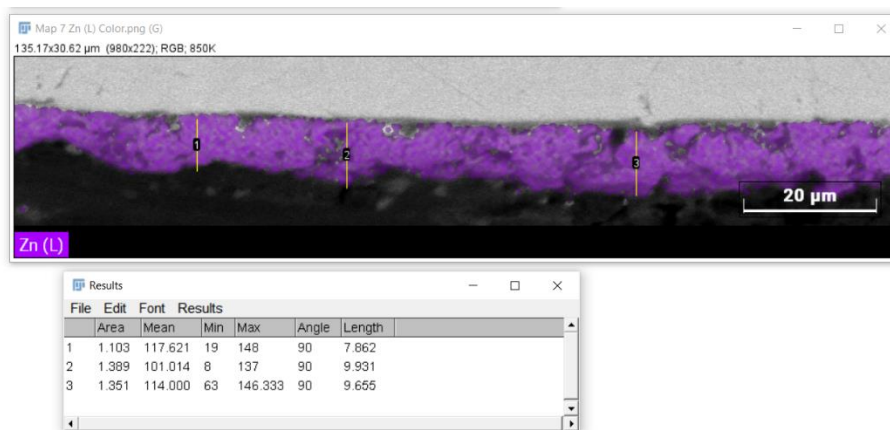 Map 7 Zn (L) Color.png (G)
135.17x30.62 µm (980x222); RGB; 850K
1
2
3
20 µm
Zn (L)
Results
File Edit Font Results
Area Mean Min Max Angle Length
1 1.103 117.621 19 148 90 7.862
2 1.389 101.014 8 137 90 9.931
3 1.351 114.000 63 146.333 90 9.655